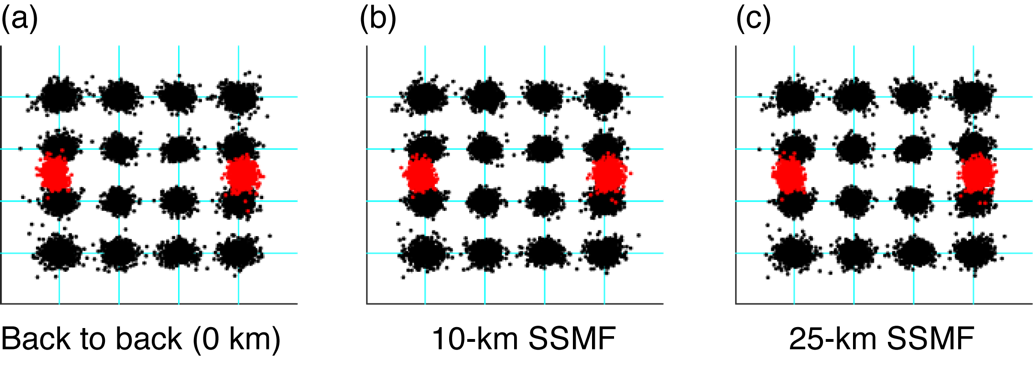 (a)
(b)
(c)
Back to back (0 km)
10-km SSMF
25-km SSMF